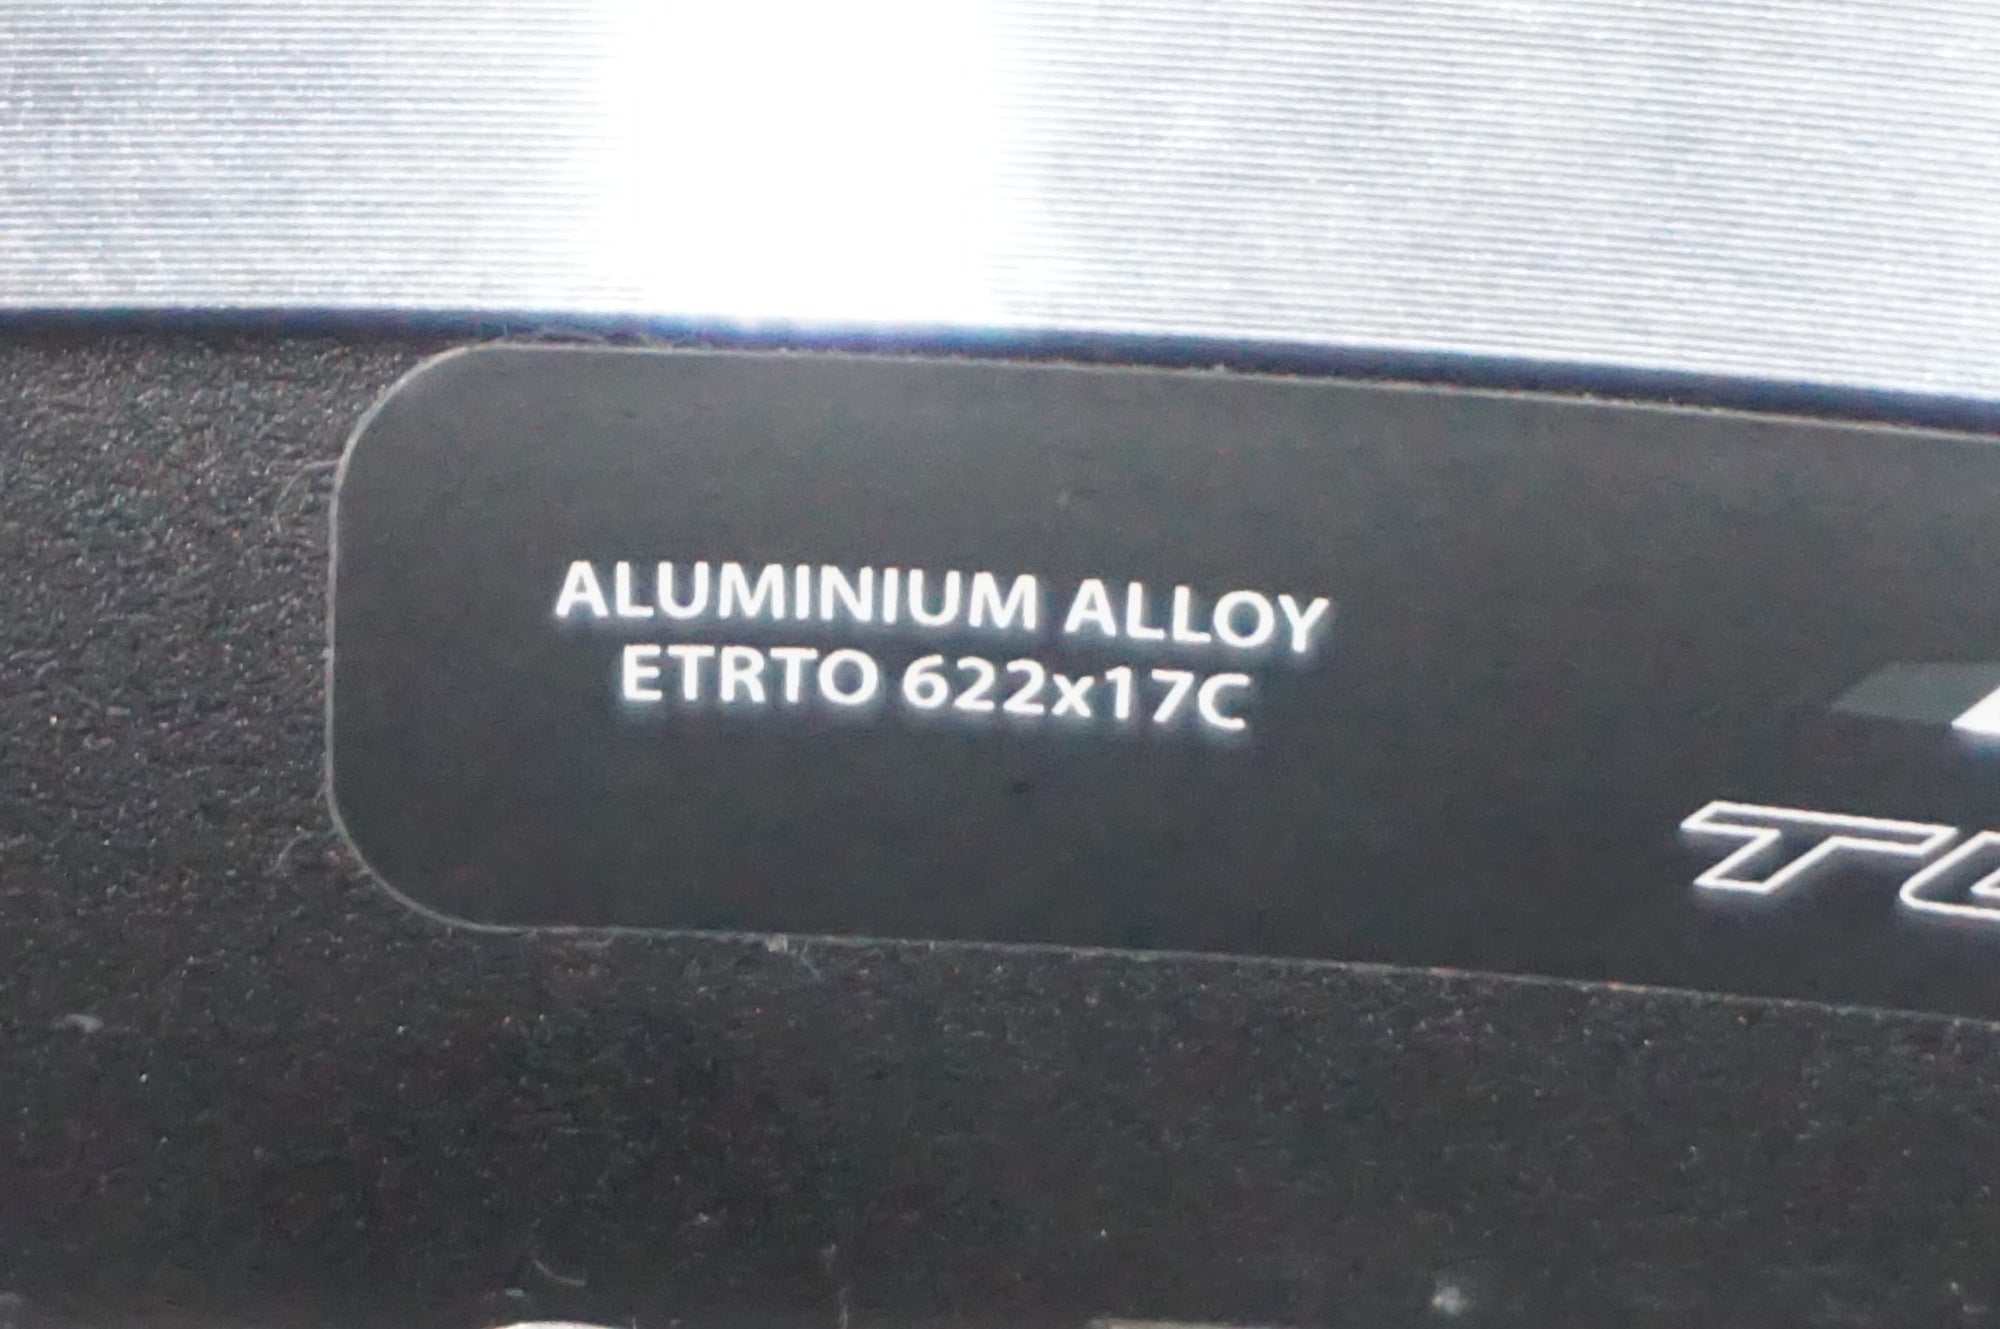 ALUMINIUM ALLOY
ETRTO 622x17C